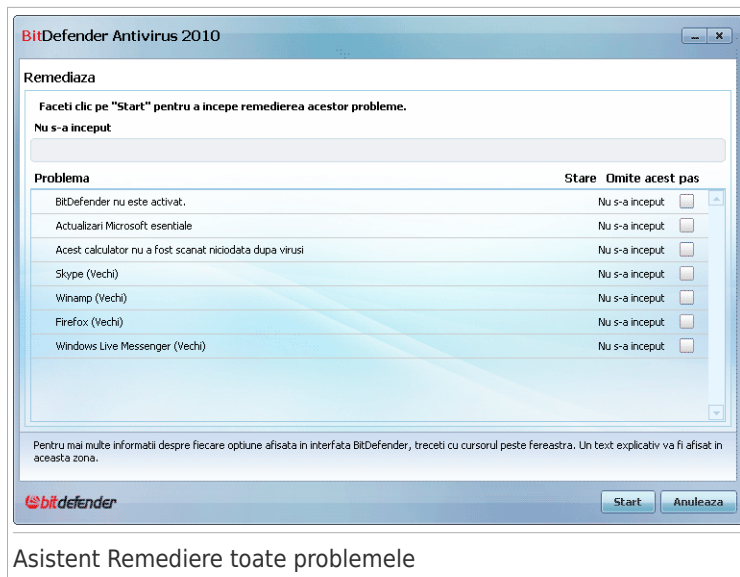 BitDefender Antivirus 2010
Remediaza
Faceti clic pe "Start" pentru a incepe remedierea acestor probleme.
Nu s-a inceput
Problema Stare Omite acest pas
BitDefender nu este activat. Nu s-a inceput
Actualizari Microsoft esentiale Nu s-a inceput
Acest calculator nu a fost scanat niciodata dupa virusi Nu s-a inceput
Skype (Vechi) Nu s-a inceput
Winamp (Vechi) Nu s-a inceput
Firefox (Vechi) Nu s-a inceput
Windows Live Messenger (Vechi) Nu s-a inceput
Pentru mai multe informatii despre fiecare optiune afisata in interfata BitDefender, treceti cu cursorul peste fereastra. Un text explicativ va fi afisat in
aceasta zona.
bitdefender Start Anuleaza
Asistent Remediere toate problemele